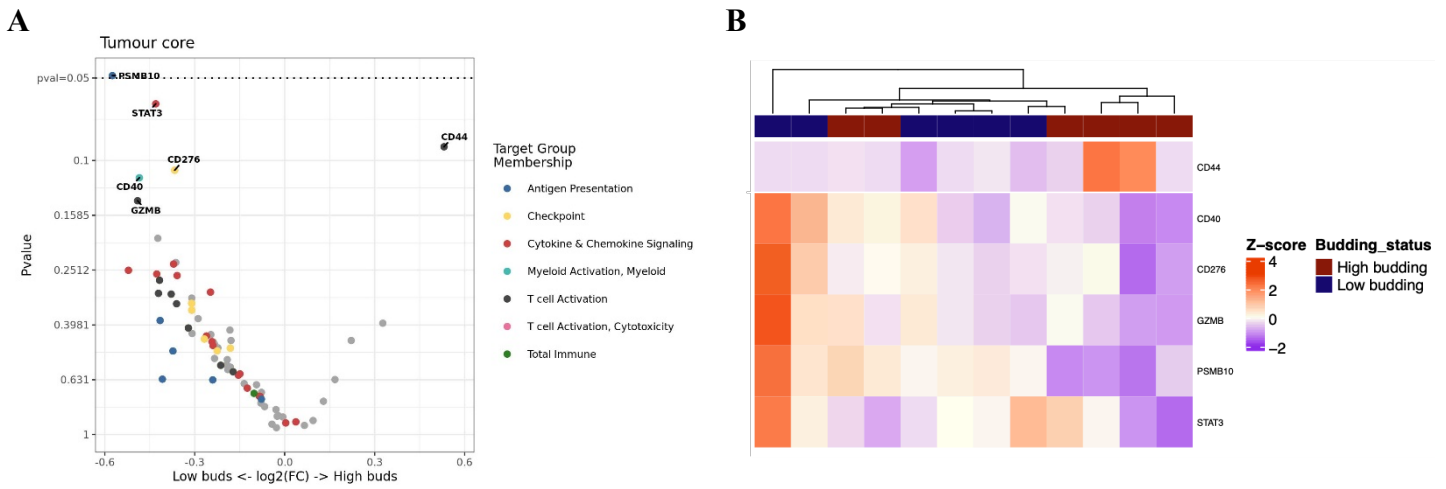 A
Tumour core
pval=0.05
0.1
0.1585
0.2512
0.3981
0.631
1
Pvalue
PSMB10
STAT3
CD44
CD276
CD40
GZMB
-0.6
-0.3
0.0
0.3
0.6
Low buds <- log2(FC) -> High buds
Target Group
Membership
Antigen Presentation
Checkpoint
Cytokine & Chemokine Signaling
Myeloid Activation, Myeloid
T cell Activation
T cell Activation, Cytotoxicity
Total Immune
B
CD44
CD40
CD276
GZMB
PSMB10
STAT3
Z-score
4
2
0
−2
Budding_status
High budding
Low budding